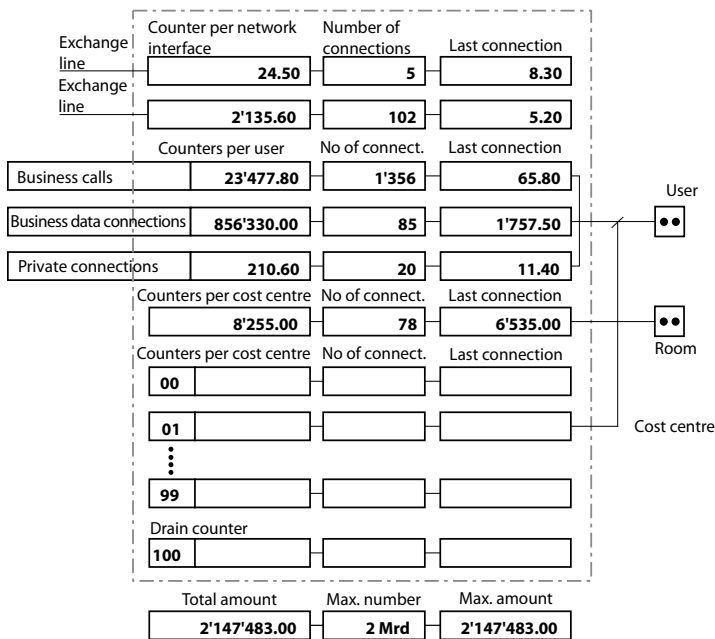 Counter per network interface
Number of connections
Last connection
Exchange line
24.50
5
8.30
Exchange line
2'135.60
102
5.20
Counters per user
No of connect.
Last connection
Business calls
23'477.80
1'356
65.80
User
Business data connections
856'330.00
85
1'757.50
Private connections
210.60
20
11.40
Counters per cost centre
No of connect.
Last connection
8'255.00
78
6'535.00
Room
Counters per cost centre
No of connect.
Last connection
00
01
Cost centre
99
Drain counter
100
Total amount
Max. number
Max. amount
2'147'483.00
2 Mrd
2'147'483.00